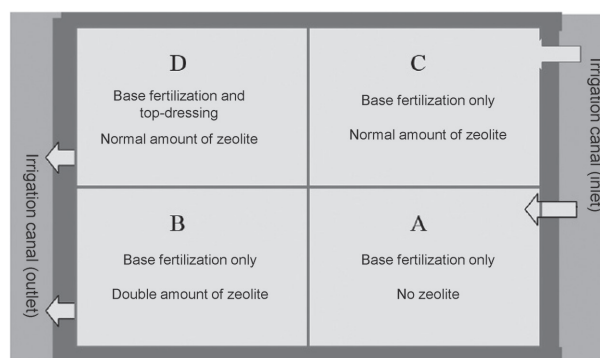 D
Base fertilization and
top-dressing
Normal amount of zeolite
C
Base fertilization only
Normal amount of zeolite
Irrigation canal (inlet)
Irrigation canal (outlet)
B
Base fertilization only
Double amount of zeolite
A
Base fertilization only
No zeolite